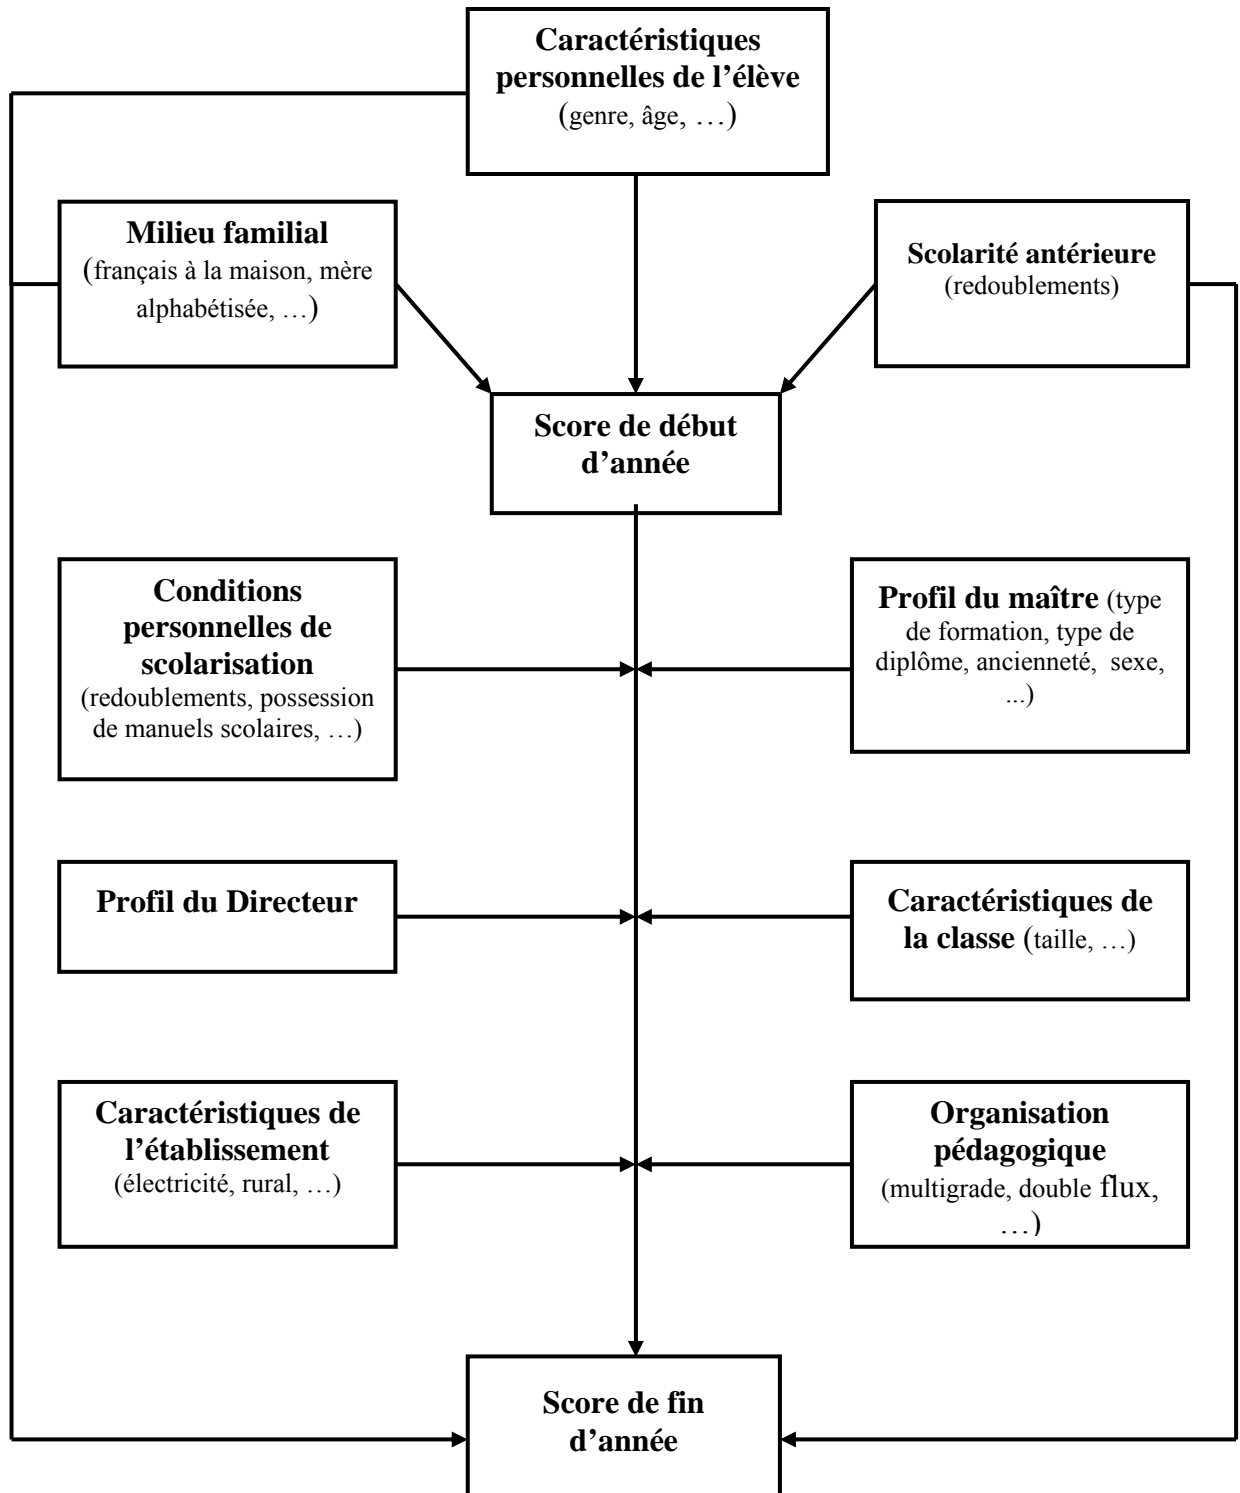 Caractéristiques
personnelles de l’élève
(genre, âge, …)
Milieu familial
(français à la maison, mère
alphabétisée, …)
Scolarité antérieure
(redoublements)
Score de début
d’année
Conditions
personnelles de
scolarisation
(redoublements, possession
de manuels scolaires, …)
Profil du maître (type
de formation, type de
diplôme, ancienneté, sexe,
...)
Profil du Directeur
Caractéristiques de
la classe (taille, …)
Caractéristiques de
l’établissement
(électricité, rural, …)
Organisation
pédagogique
(multigrade, double flux,
…)
Score de fin
d’année